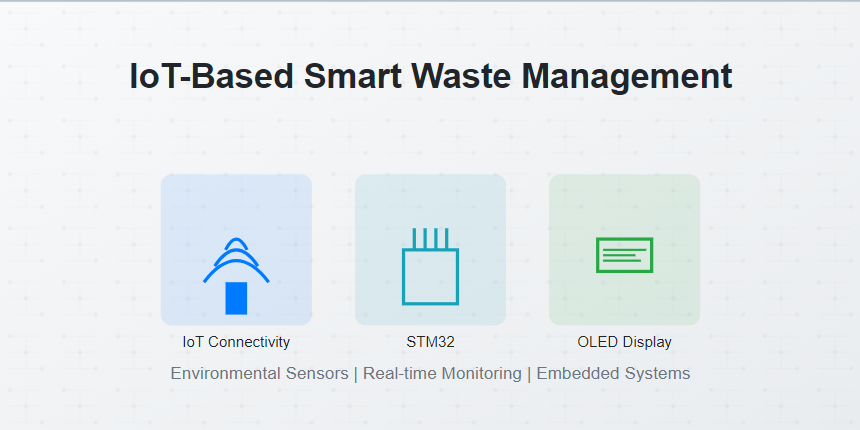 IoT-Based Smart Waste Management
IoT Connectivity
STM32
OLED Display
Environmental Sensors | Real-time Monitoring | Embedded Systems